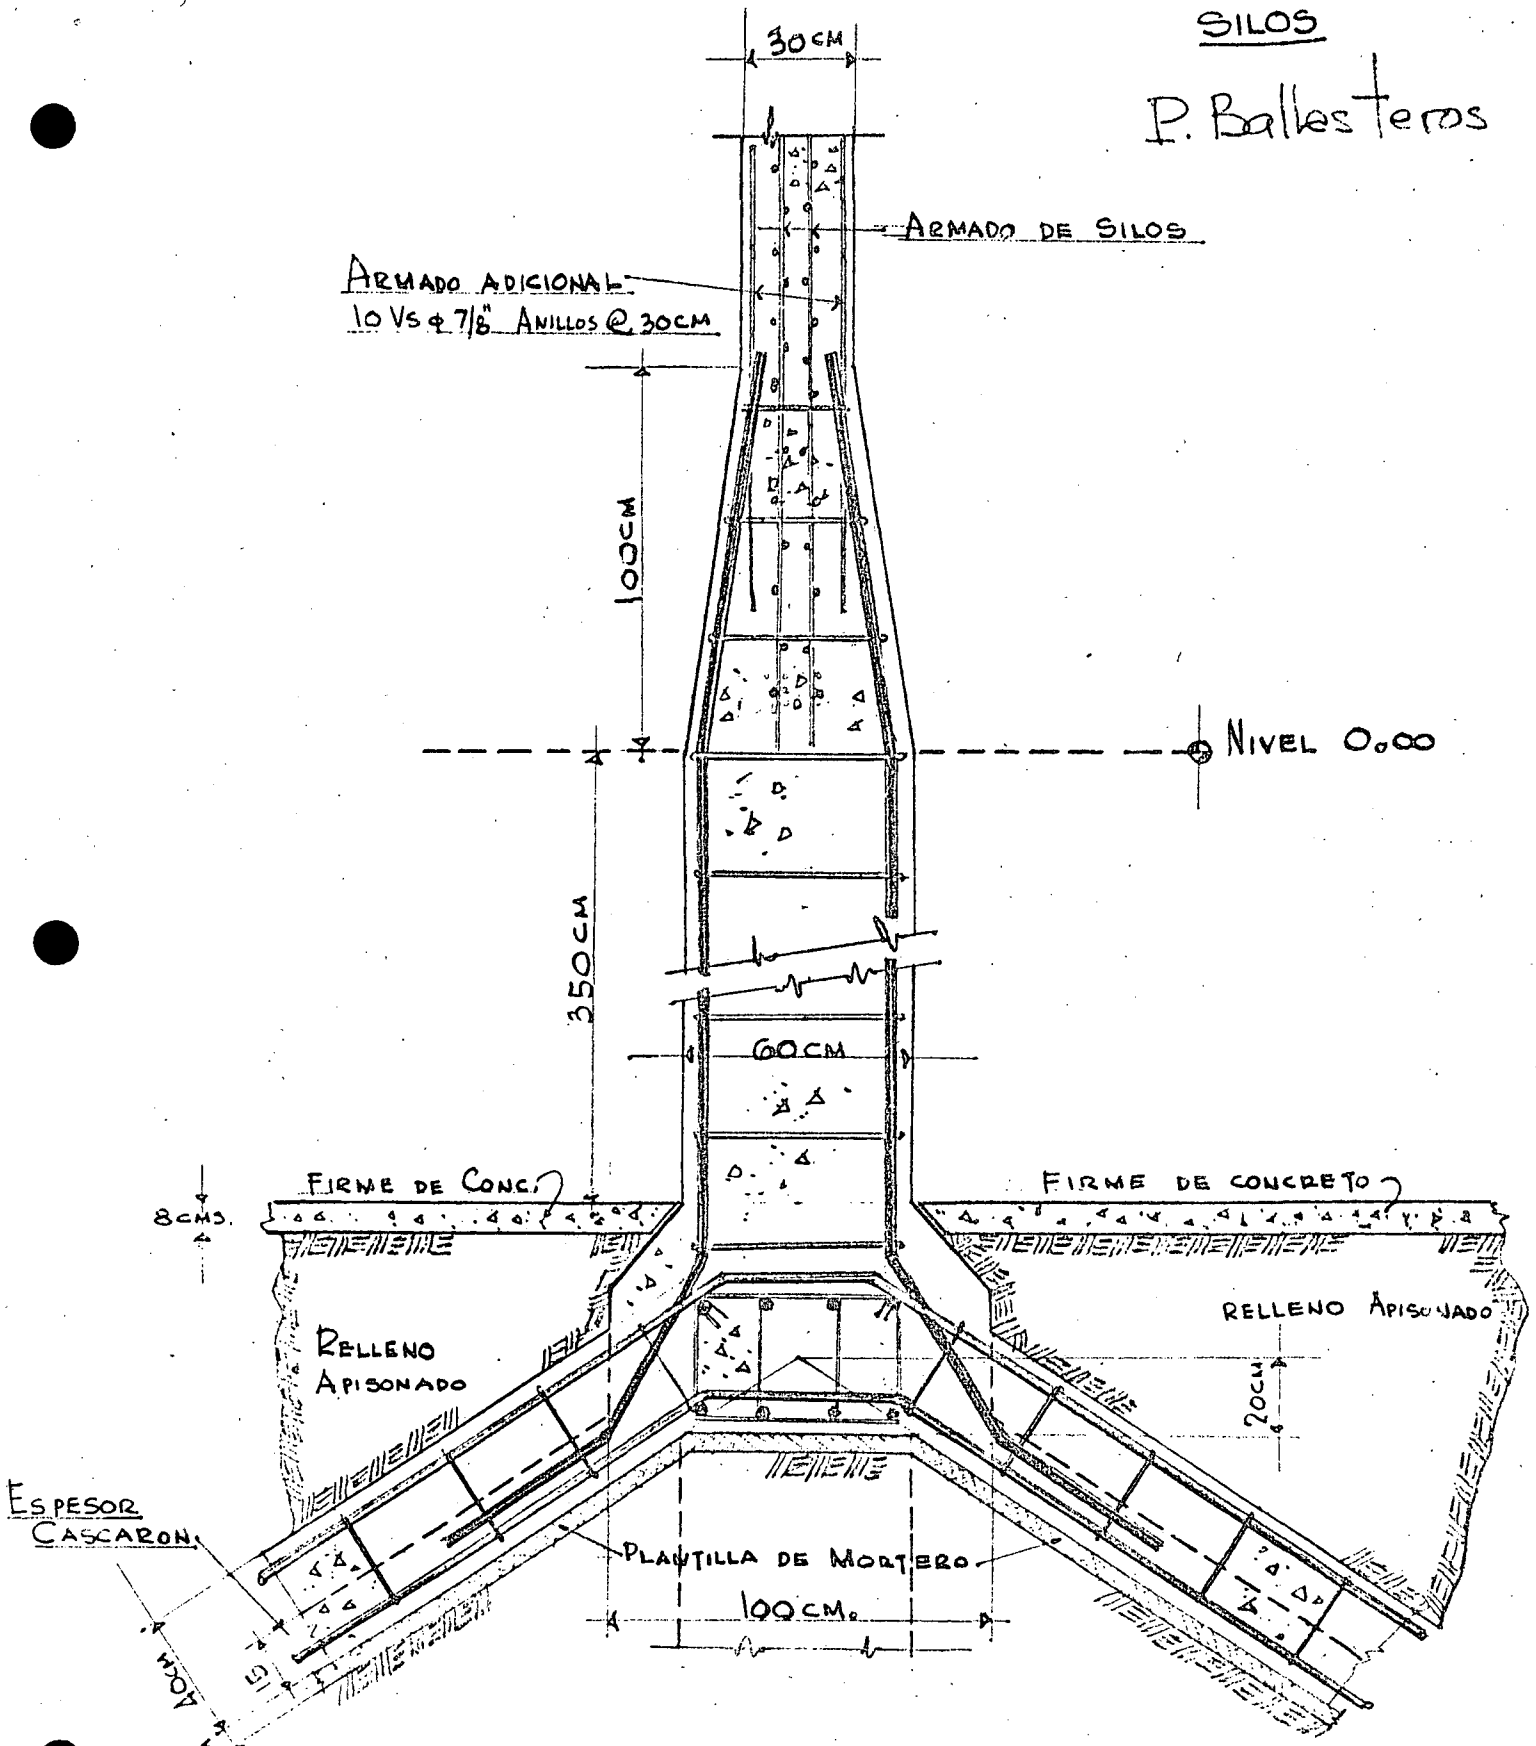 SILOS
P. Ballesteros
30CM
ARMADO DE SILOS
ARMADO ADICIONAL
10 VS φ 7/8" ANILLOS @ 30CM
100CM
NIVEL 0.00
350CM
60CM
FIRME DE CONC.
FIRME DE CONCRETO
8CMS.
RELLENO APISONADO
RELLENO
APISONADO
20CM
ESPESOR
CASCARON.
PLANTILLA DE MORTERO
100CM.
40CM
15